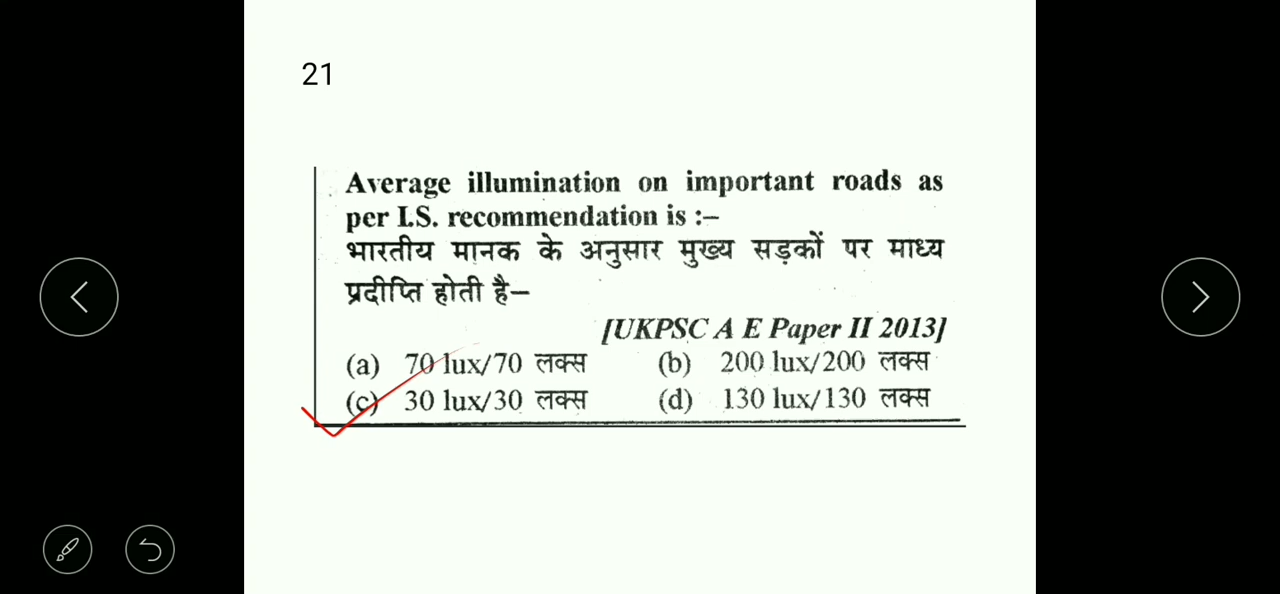 21
Average illumination on important roads as
per I.S. recommendation is :–
भारतीय मानक के अनुसार मुख्य सड़कों पर माध्य
प्रदीप्ति होती है–
[UKPSC A E Paper II 2013]
(a) 70 lux/70 लक्स (b) 200 lux/200 लक्स
(c) 30 lux/30 लक्स (d) 130 lux/130 लक्स